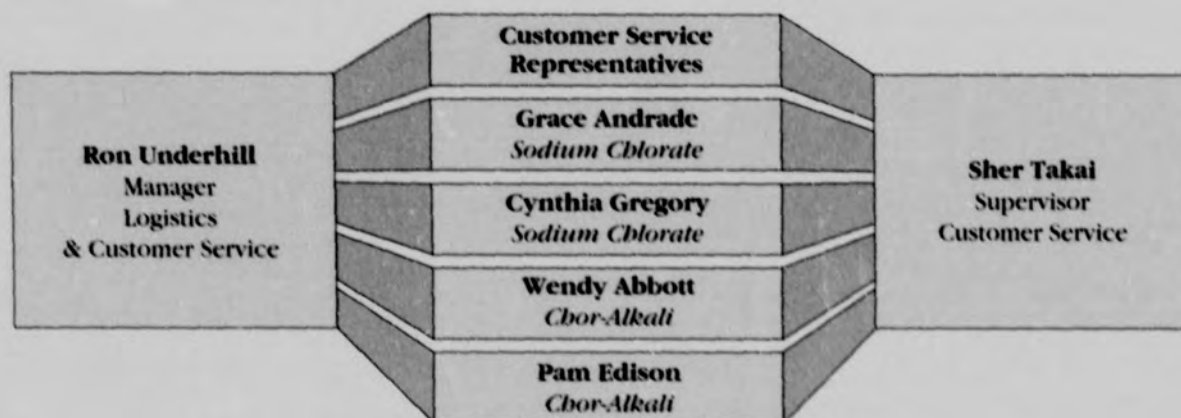 Ron Underhill
Manager
Logistics
& Customer Service
Customer Service
Representatives
Grace Andrade
Sodium Chlorate
Cynthia Gregory
Sodium Chlorate
Wendy Abbott
Chor-Alkali
Pam Edison
Chor-Alkali
Sher Takai
Supervisor
Customer Service